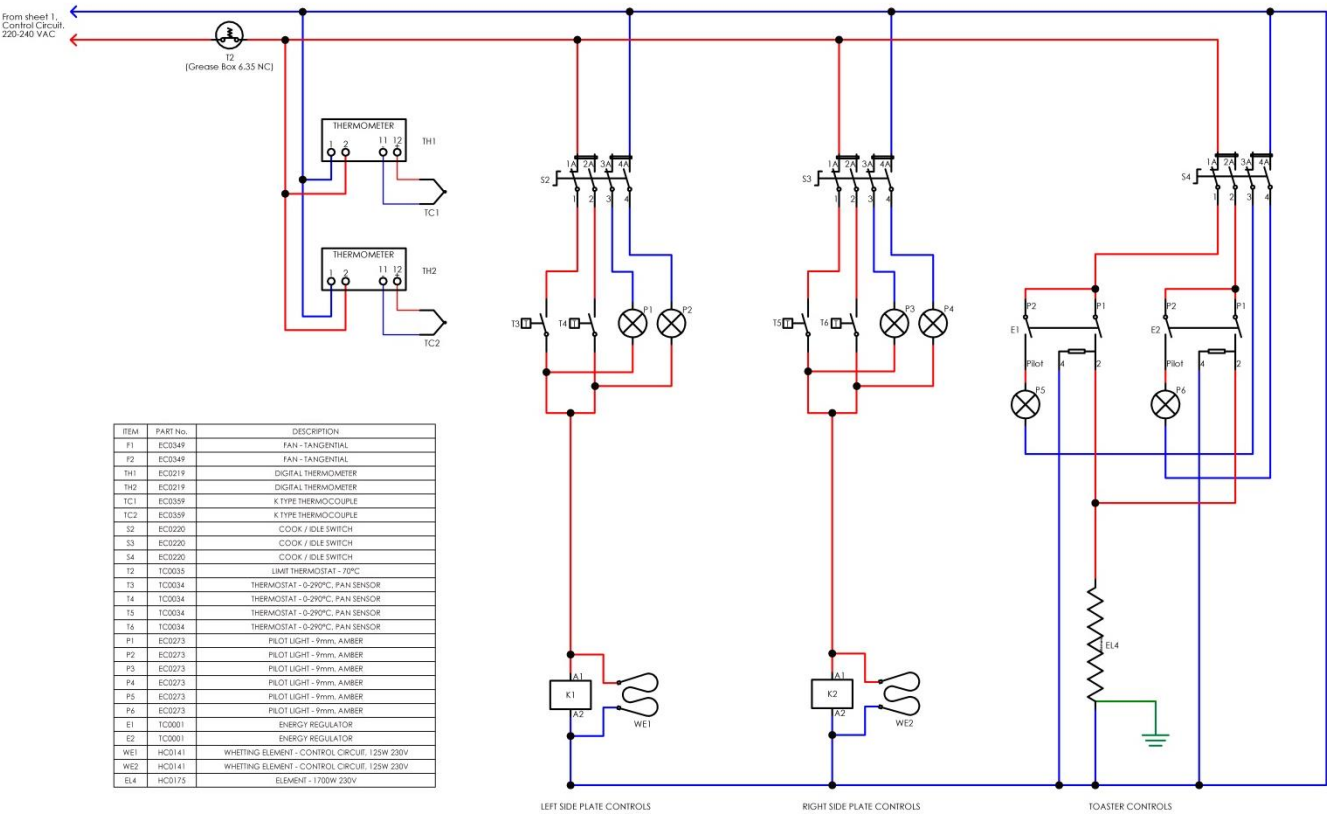 From sheet 1,
Control Circuit.
220-240 VAC
T2
(Grease Box 6.35 NC)
THERMOMETER
1 2 11 12
+
TH1
TC1
THERMOMETER
1 2 11 12
+
TH2
TC2
1A 2A 3A 4A
S2
1 2 3 4
T3 T T4 T P1 P2
K1
A1
A2
WE1
LEFT SIDE PLATE CONTROLS
1A 2A 3A 4A
S3
1 2 3 4
T5 T T6 T P3 P4
K2
A1
A2
WE2
RIGHT SIDE PLATE CONTROLS
1A 2A 3A 4A
S4
1 2 3 4
P2 P1
E1
Pilot 4 2
P5
P2 P1
E2
Pilot 4 2
P6
EL4
TOASTER CONTROLS
ITEM PART No. DESCRIPTION
F1 EC0349 FAN - TANGENTIAL
F2 EC0349 FAN - TANGENTIAL
TH1 EC0219 DIGITAL THERMOMETER
TH2 EC0219 DIGITAL THERMOMETER
TC1 EC0359 K TYPE THERMOCOUPLE
TC2 EC0359 K TYPE THERMOCOUPLE
S2 EC0220 COOK / IDLE SWITCH
S3 EC0220 COOK / IDLE SWITCH
S4 EC0220 COOK / IDLE SWITCH
T2 TC0035 LIMIT THERMOSTAT - 70°C
T3 TC0034 THERMOSTAT - 0-290°C, PAN SENSOR
T4 TC0034 THERMOSTAT - 0-290°C, PAN SENSOR
T5 TC0034 THERMOSTAT - 0-290°C, PAN SENSOR
T6 TC0034 THERMOSTAT - 0-290°C, PAN SENSOR
P1 EC0273 PILOT LIGHT - 9mm, AMBER
P2 EC0273 PILOT LIGHT - 9mm, AMBER
P3 EC0273 PILOT LIGHT - 9mm, AMBER
P4 EC0273 PILOT LIGHT - 9mm, AMBER
P5 EC0273 PILOT LIGHT - 9mm, AMBER
P6 EC0273 PILOT LIGHT - 9mm, AMBER
E1 TC0001 ENERGY REGULATOR
E2 TC0001 ENERGY REGULATOR
WE1 HC0141 WHETTING ELEMENT - CONTROL CIRCUIT. 125W 230V
WE2 HC0141 WHETTING ELEMENT - CONTROL CIRCUIT. 125W 230V
EL4 HC0175 ELEMENT - 1700W 230V